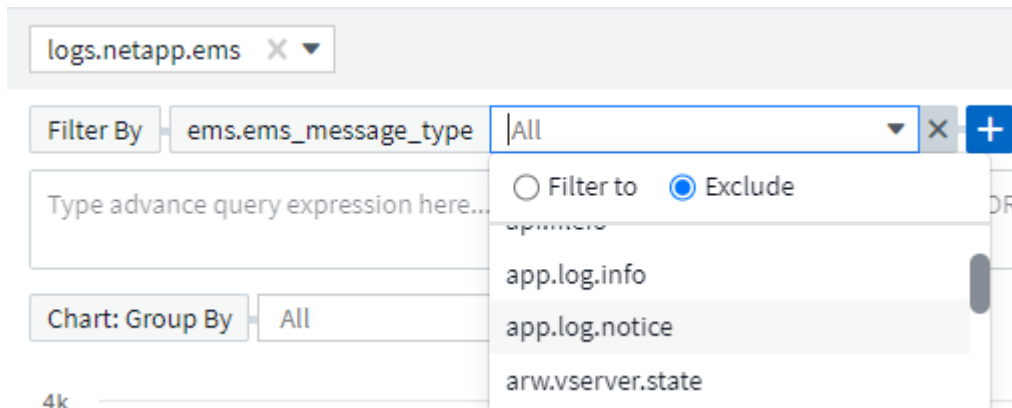 logs.netapp.ems
Filter By ems.ems_message_type All
Filter to Exclude
Type advance query expression here...
app.log.info
Chart: Group By All
app.log.notice
arw.vserver.state
4k